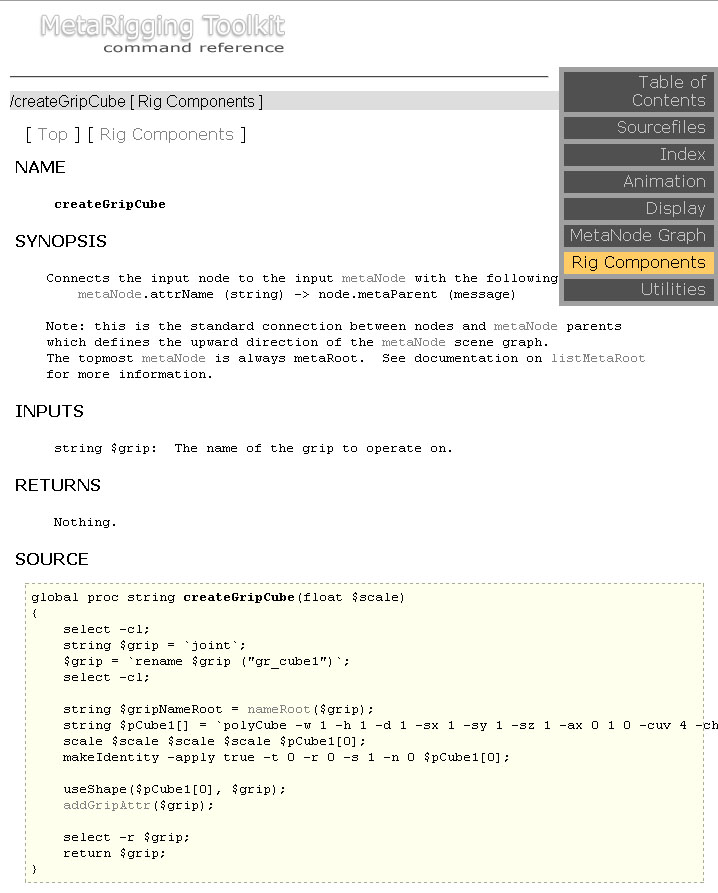 MetaRigging Toolkit
command reference
/createGripCube [ Rig Components ]
[ Top ] [ Rig Components ]
Table of
Contents
Sourcefiles
Index
Animation
Display
MetaNode Graph
Rig Components
Utilities
NAME
createGripCube
SYNOPSIS
Connects the input node to the input metaNode with the following
metaNode.attrName (string) -> node.metaParent (message)
Note: this is the standard connection between nodes and metaNode parents
which defines the upward direction of the metaNode scene graph.
The topmost metaNode is always metaRoot.  See documentation on listMetaRoot
for more information.
INPUTS
string $grip:  The name of the grip to operate on.
RETURNS
Nothing.
SOURCE
global proc string createGripCube(float $scale)
{
select -cl;
string $grip = `joint`;
$grip = `rename $grip ("gr_cube1")`;
select -cl;
string $gripNameRoot = nameRoot($grip);
string $pCube1[] = `polyCube -w 1 -h 1 -d 1 -sx 1 -sy 1 -sz 1 -ax 0 1 0 -cuv 4 -ch
scale $scale $scale $scale $pCube1[0];
makeIdentity -apply true -t 0 -r 0 -s 1 -n 0 $pCube1[0];
useShape($pCube1[0], $grip);
addGripAttr($grip);
select -r $grip;
return $grip;
}